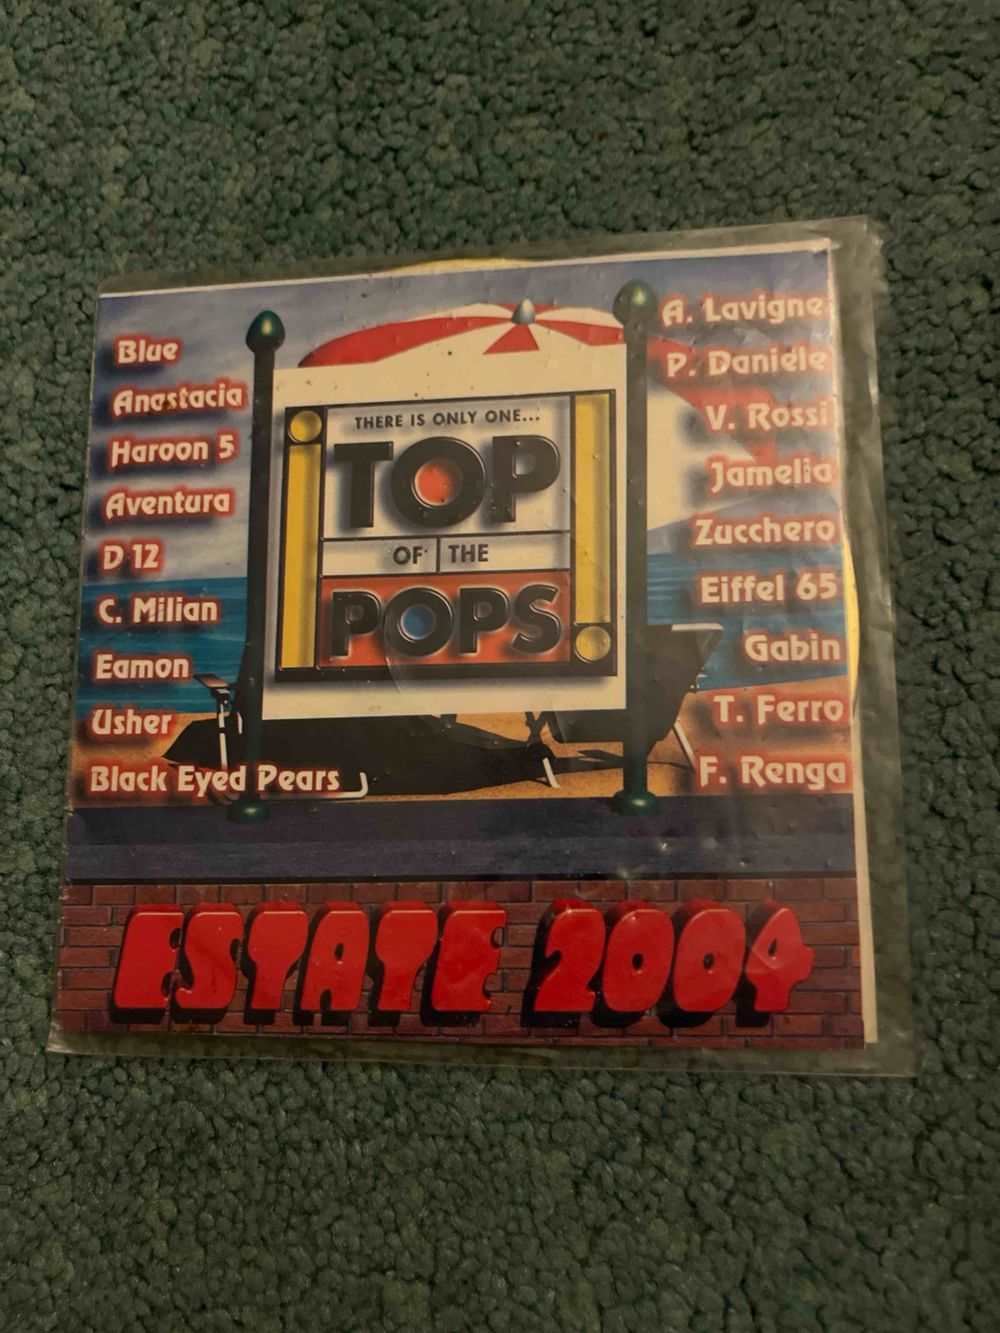 Blue
Anastacia
Haroon 5
Aventura
D 12
C. Milian
Eamon
Usher
Black Eyed Pears
THERE IS ONLY ONE...
TOP
OF THE
POPS
A. Lavigne
P. Daniele
V. Rossi
Jamelia
Zucchero
Eiffel 65
Gabin
T. Ferro
F. Renga
ESTATE 2004